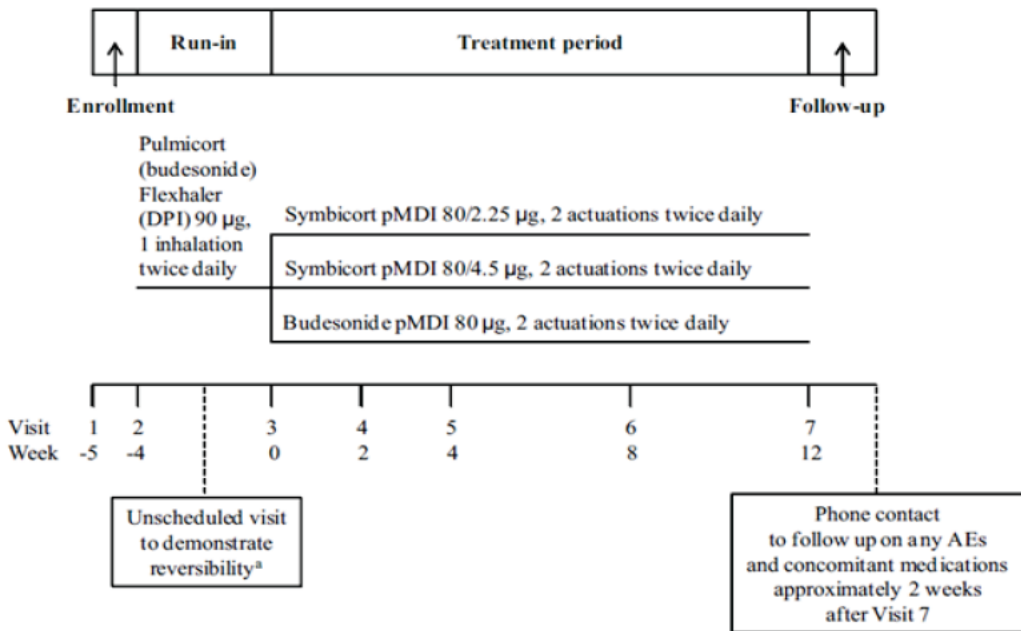 Run-in
Treatment period
Enrollment
Follow-up
Pulmicort
(budesonide)
Flexhaler
(DPI) 90 µg,
1 inhalation
twice daily
Symbicort pMDI 80/2.25 µg, 2 actuations twice daily
Symbicort pMDI 80/4.5 µg, 2 actuations twice daily
Budesonide pMDI 80 µg, 2 actuations twice daily
Visit 1 2 3 4 5 6 7
Week -5 -4 0 2 4 8 12
Unscheduled visit
to demonstrate
reversibilityᵃ
Phone contact
to follow up on any AEs
and concomitant medications
approximately 2 weeks
after Visit 7